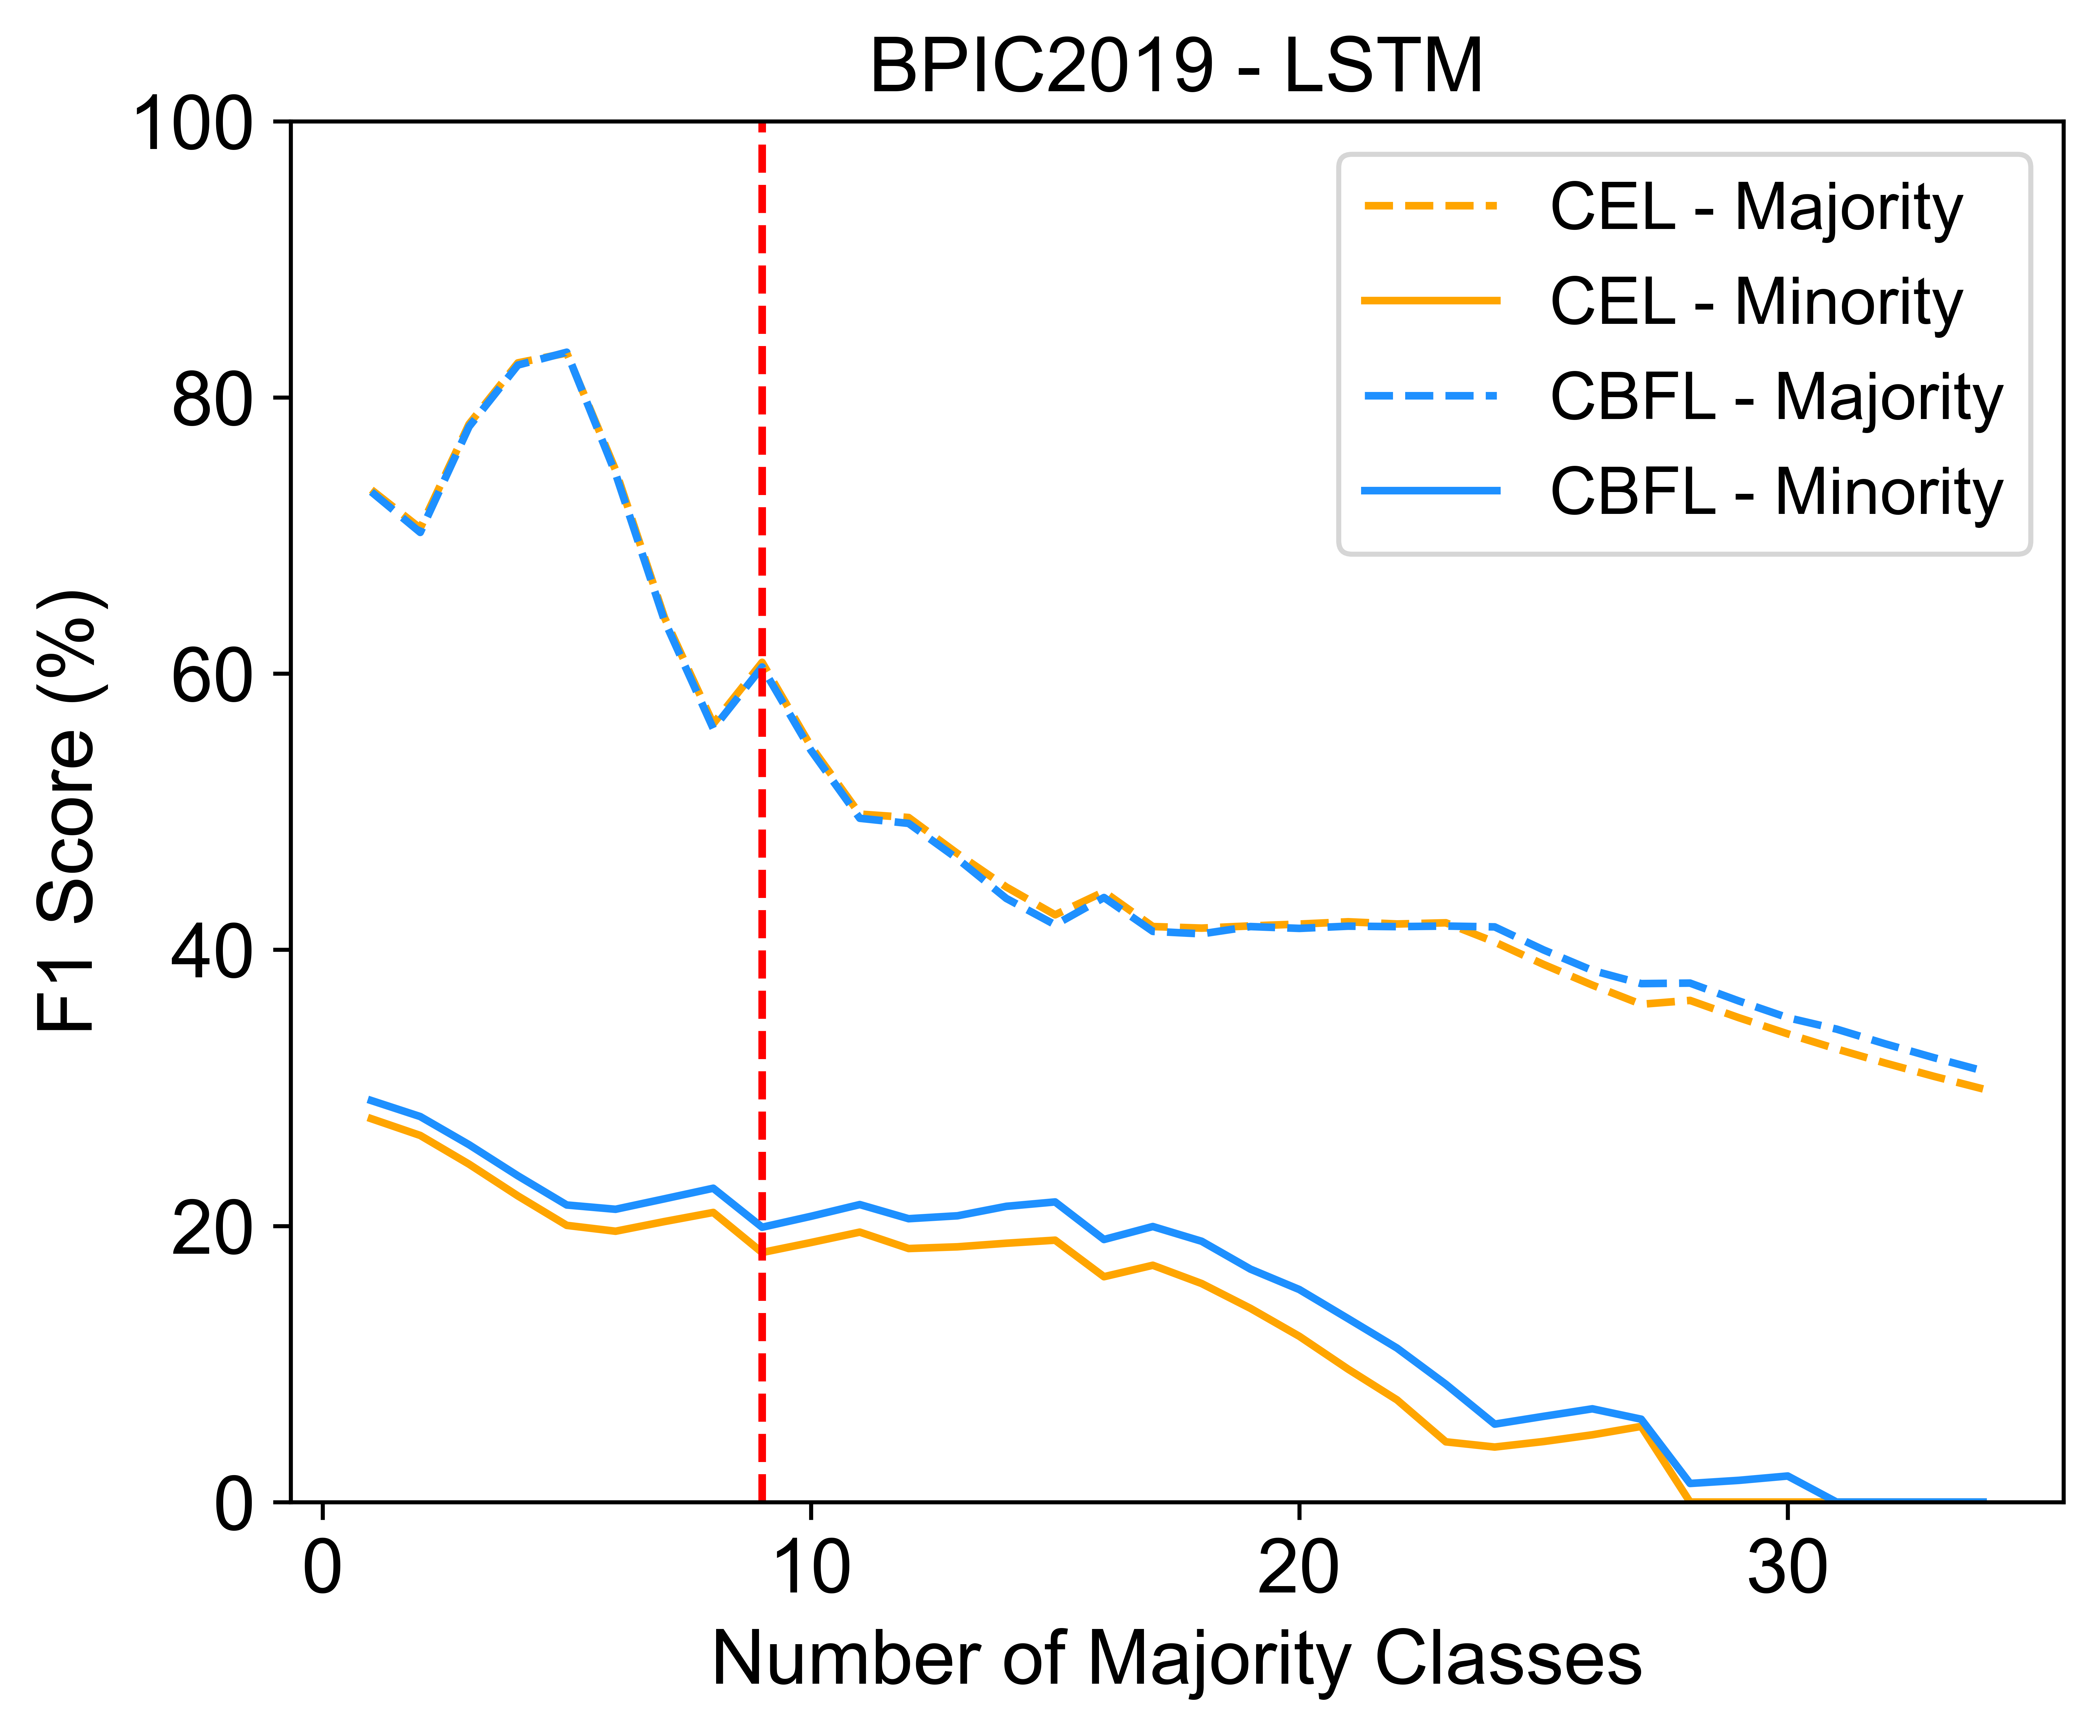 BPIC2019 - LSTM
100
80
60
40
20
0
F1 Score (%)
CEL - Majority
CEL - Minority
CBFL - Majority
CBFL - Minority
0 10 20 30
Number of Majority Classes